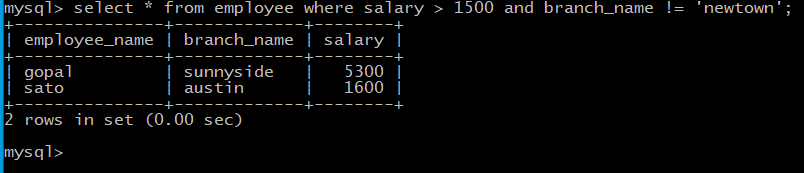 mysql> select * from employee where salary > 1500 and branch_name != 'newtown';
+---------------+-------------+--------+
| employee_name | branch_name | salary |
+---------------+-------------+--------+
| gopal         | sunnyside   |   5300 |
| sato          | austin      |   1600 |
+---------------+-------------+--------+
2 rows in set (0.00 sec)
mysql>